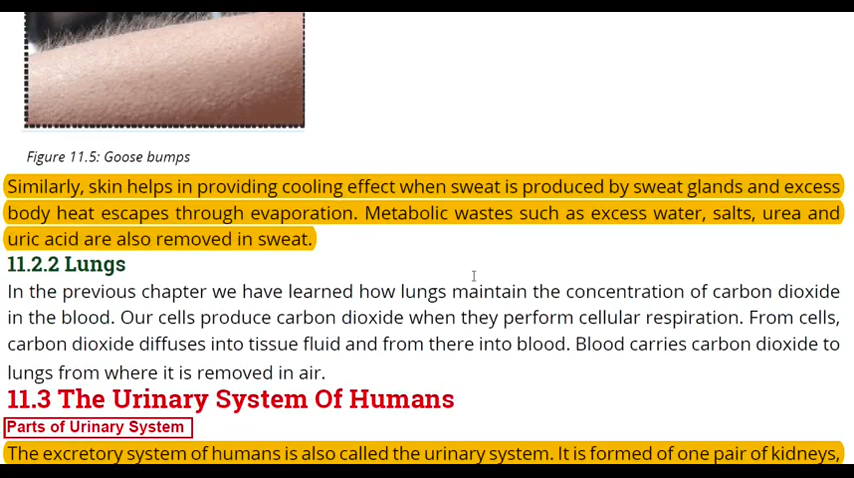 Figure 11.5: Goose bumps
Similarly, skin helps in providing cooling effect when sweat is produced by sweat glands and excess
body heat escapes through evaporation. Metabolic wastes such as excess water, salts, urea and
uric acid are also removed in sweat.
11.2.2 Lungs
In the previous chapter we have learned how lungs maintain the concentration of carbon dioxide
in the blood. Our cells produce carbon dioxide when they perform cellular respiration. From cells,
carbon dioxide diffuses into tissue fluid and from there into blood. Blood carries carbon dioxide to
lungs from where it is removed in air.
11.3 The Urinary System Of Humans
Parts of Urinary System
The excretory system of humans is also called the urinary system. It is formed of one pair of kidneys,